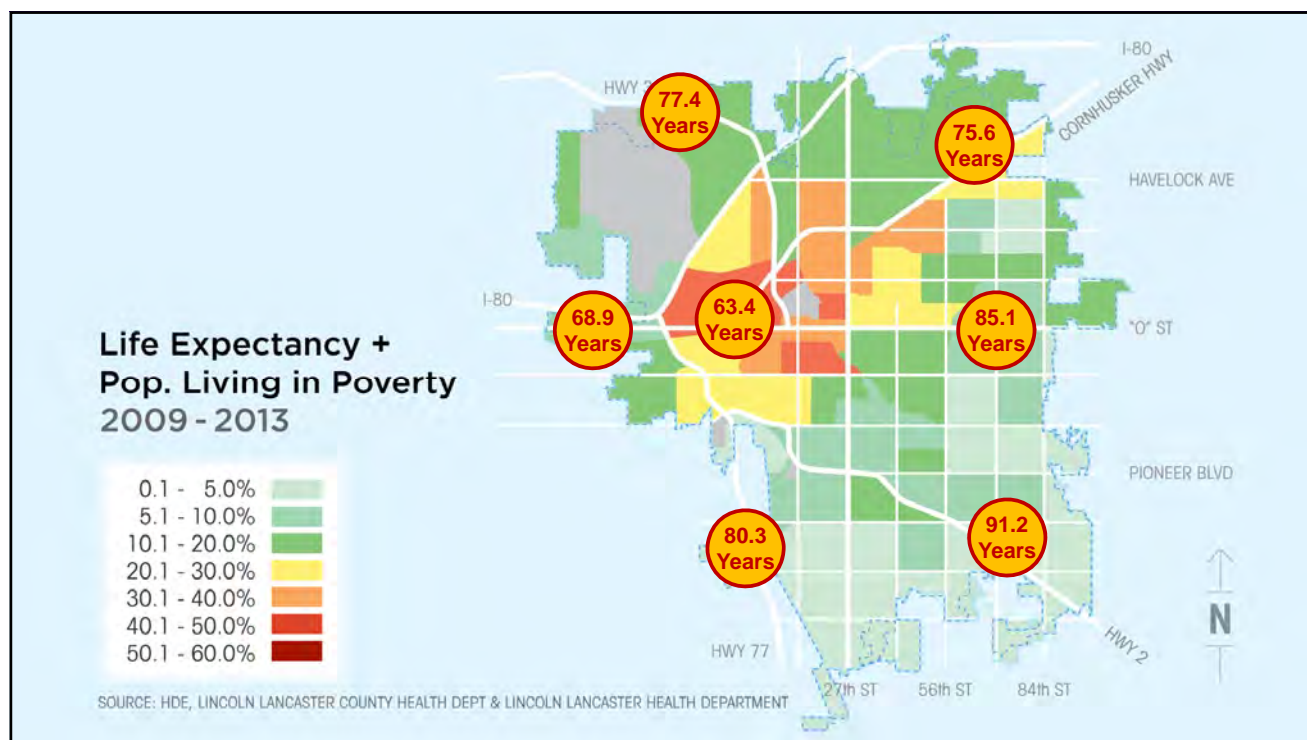 I-80
CORNHUSKER HWY
HWY 3
77.4
Years
75.6
Years
HAVELOCK AVE
I-80
68.9
Years
63.4
Years
85.1
Years
"O" ST
Life Expectancy +
Pop. Living in Poverty
2009 - 2013
0.1 - 5.0%
5.1 - 10.0%
10.1 - 20.0%
20.1 - 30.0%
30.1 - 40.0%
40.1 - 50.0%
50.1 - 60.0%
PIONEER BLVD
80.3
Years
91.2
Years
N
HWY 77
HWY 2
27th ST
56th ST
84th ST
SOURCE: HDE, LINCOLN LANCASTER COUNTY HEALTH DEPT & LINCOLN LANCASTER HEALTH DEPARTMENT